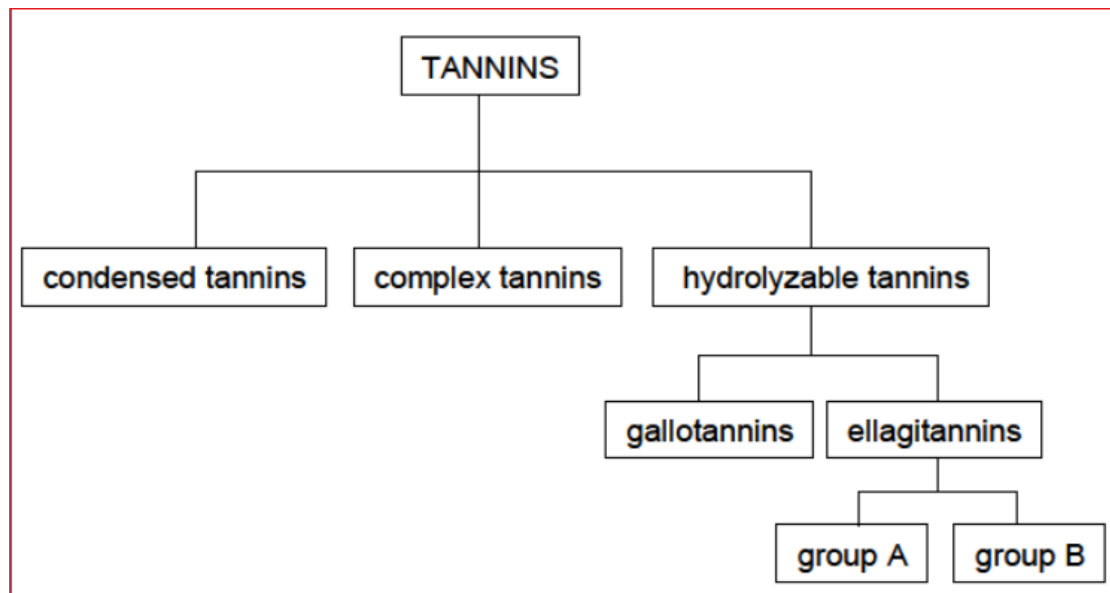 TANNINS
condensed tannins
complex tannins
hydrolyzable tannins
gallotannins
ellagitannins
group A
group B